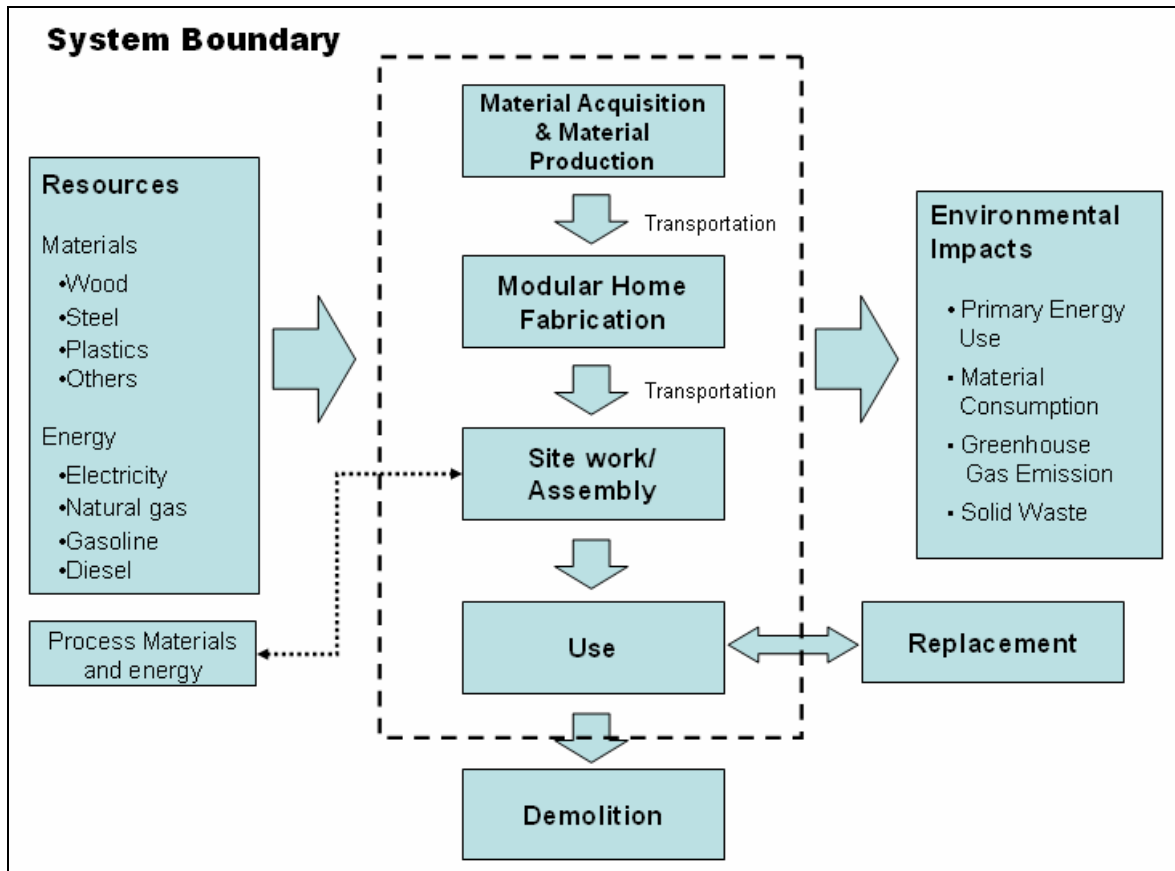 System Boundary
Resources
Materials
•Wood
•Steel
•Plastics
•Others
Energy
•Electricity
•Natural gas
•Gasoline
•Diesel
Process Materials
and energy
Material Acquisition
& Material
Production
Transportation
Modular Home
Fabrication
Transportation
Site work/
Assembly
Use
Demolition
Environmental
Impacts
• Primary Energy
Use
▪ Material
Consumption
▪ Greenhouse
Gas Emission
▪ Solid Waste
Replacement